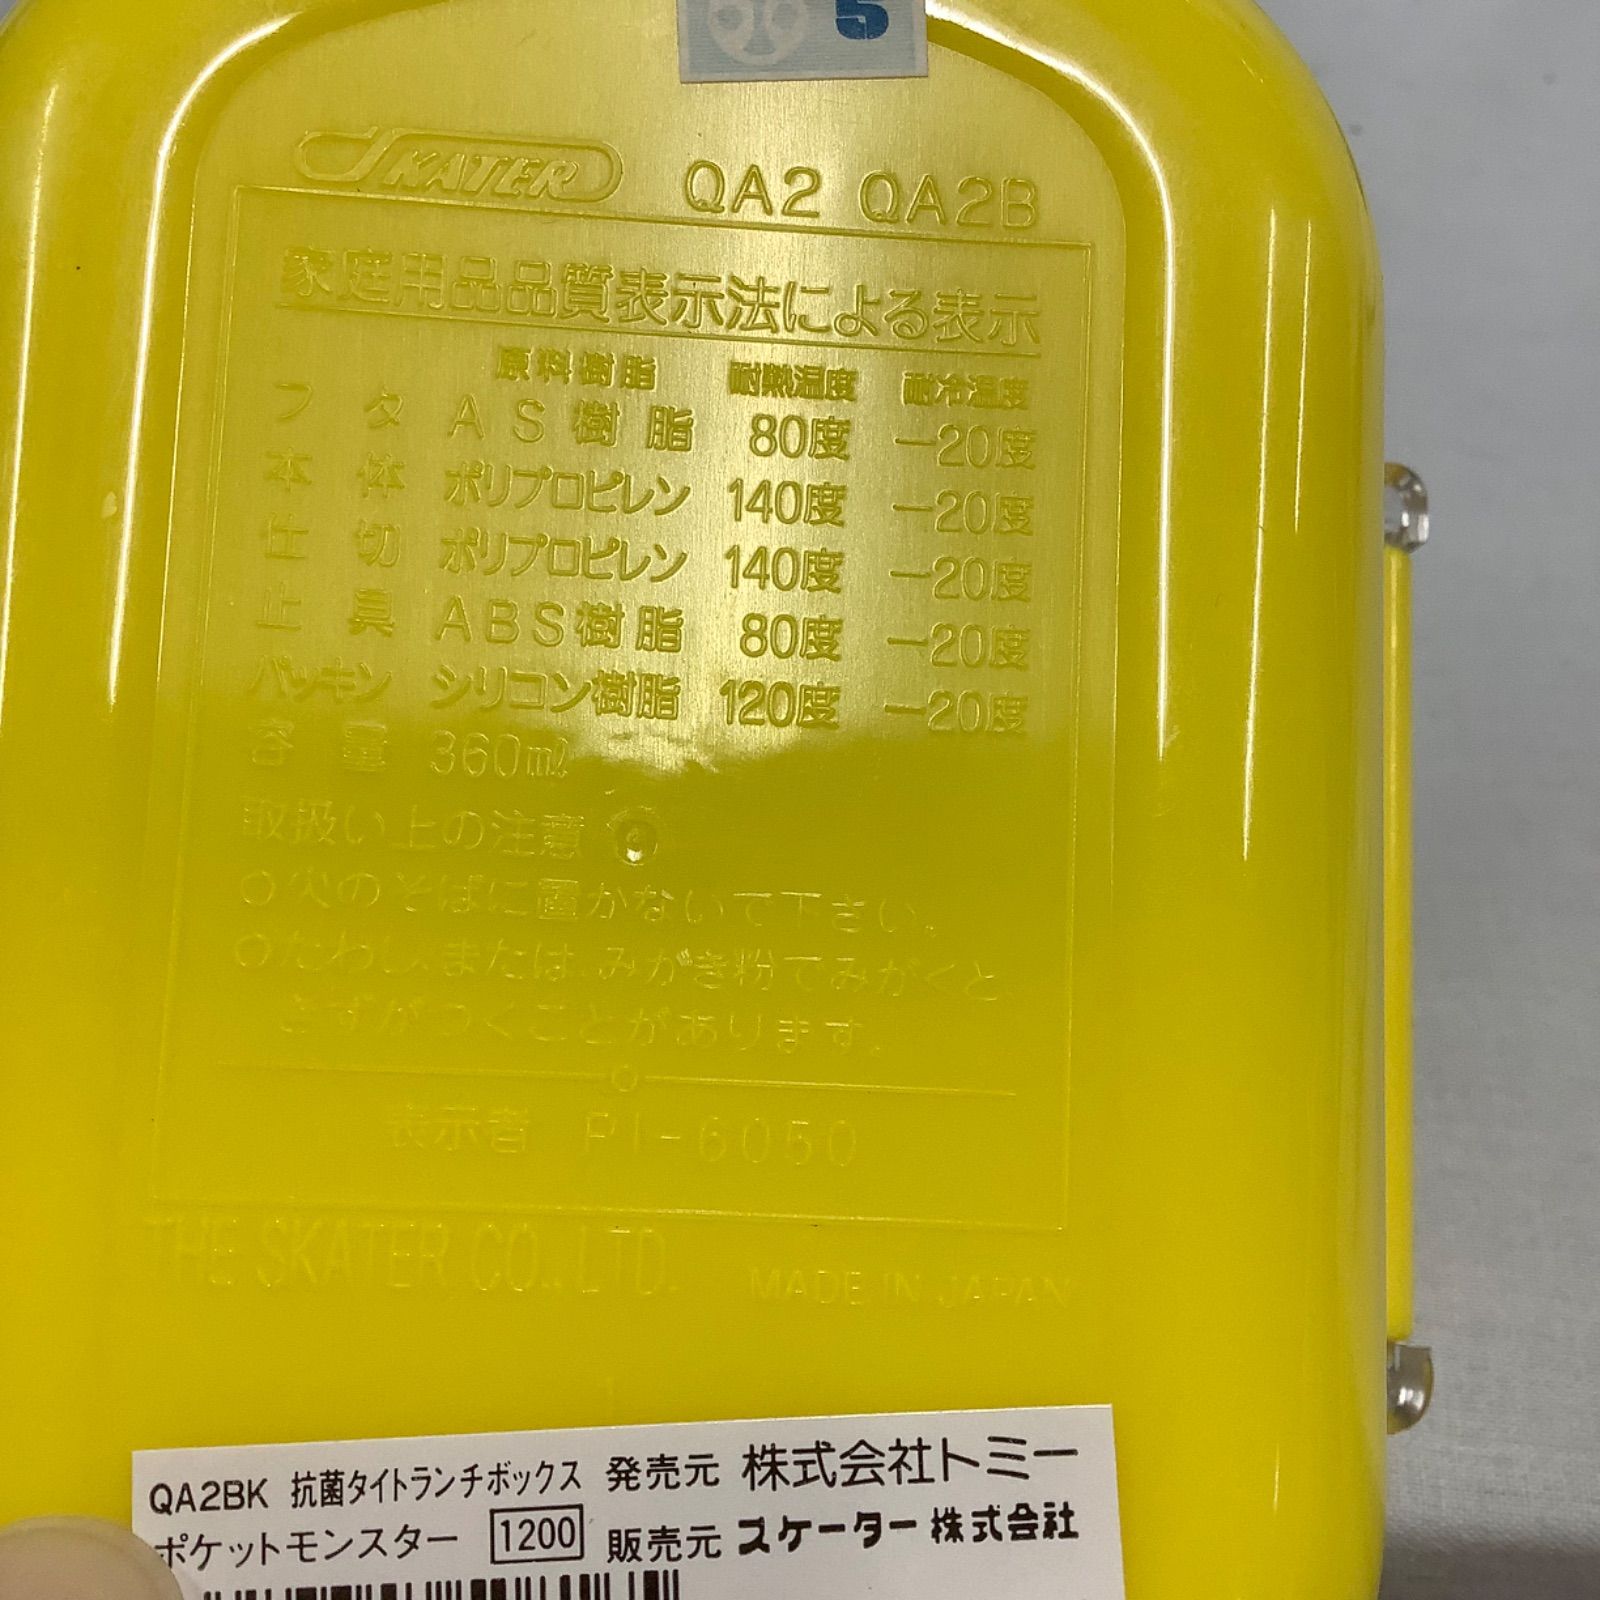 5
SKATER QA2 QA2B
家庭用品品質表示法による表示
原料樹脂 耐熱温度 耐冷温度
フタ AS樹脂 80度 −20度
本体 ポリプロピレン 140度 −20度
仕切 ポリプロピレン 140度 −20度
止具 ABS樹脂 80度 −20度
パッキン シリコン樹脂 120度 −20度
容量 360㎖
取扱い上の注意
○火のそばに置かないで下さい。
○たわし、または、みがき粉でみがくと
きずがつくことがあります。
表示者 PI-6050
THE SKATER CO.,LTD. MADE IN JAPAN
QA2BK 抗菌タイトランチボックス 発売元 株式会社トミー
ポケットモンスター 1200 販売元 スケーター株式会社